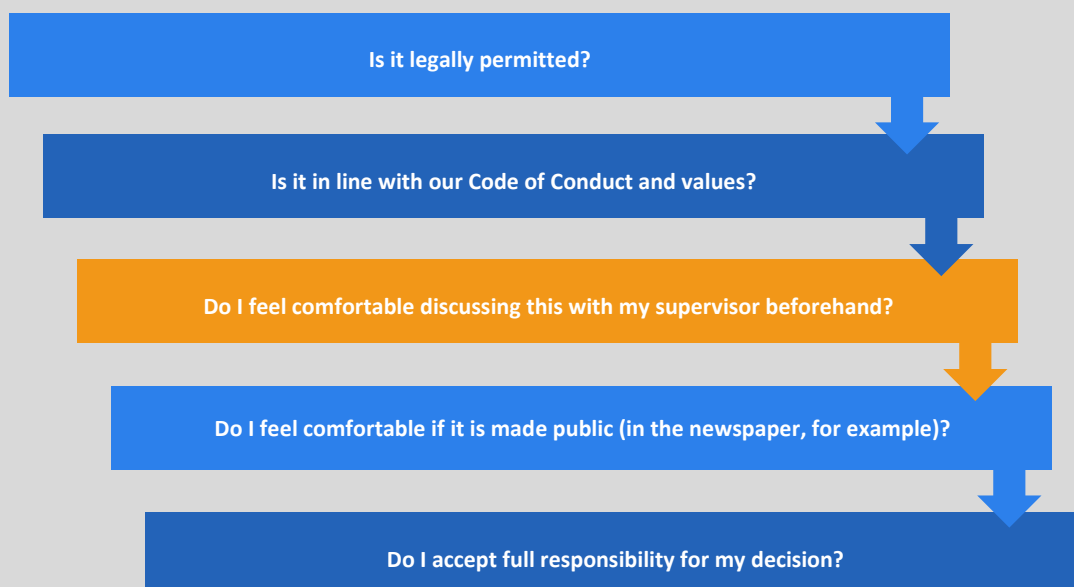 Is it legally permitted?
Is it in line with our Code of Conduct and values?
Do I feel comfortable discussing this with my supervisor beforehand?
Do I feel comfortable if it is made public (in the newspaper, for example)?
Do I accept full responsibility for my decision?